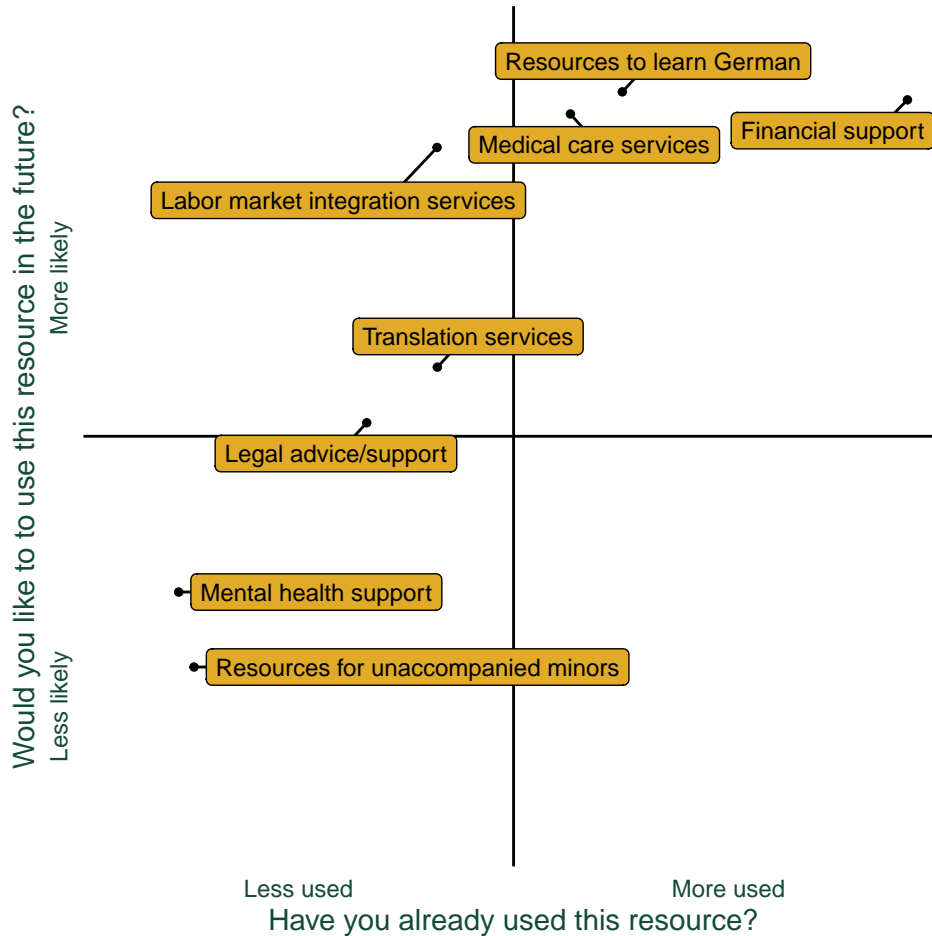 Resources to learn German
Financial support
Medical care services
Labor market integration services
Translation services
Legal advice/support
Mental health support
Resources for unaccompanied minors
Would you like to to use this resource in the future?
More likely
Less likely
Less used
More used
Have you already used this resource?